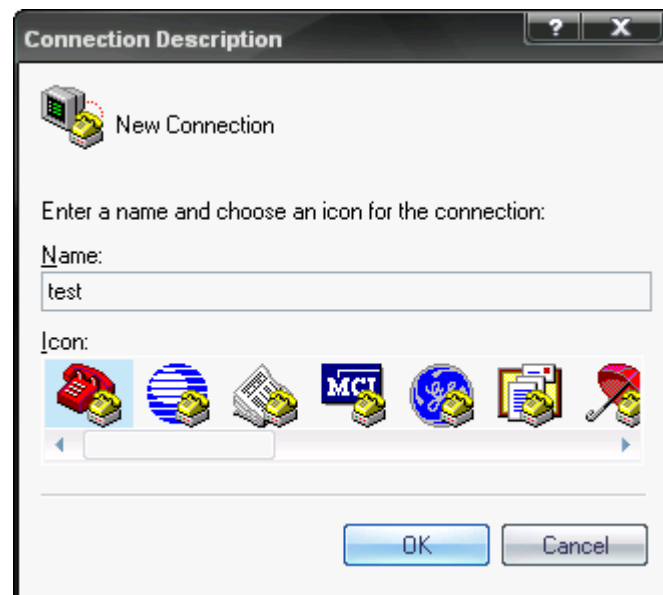 Connection Description
? X
New Connection
Enter a name and choose an icon for the connection:
Name:
test
Icon:
MCI
OK Cancel